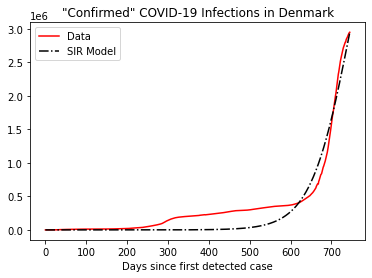 "Confirmed" COVID-19 Infections in Denmark
1e6
Data
SIR Model
3.0
2.5
2.0
1.5
1.0
0.5
0.0
0 100 200 300 400 500 600 700
Days since first detected case